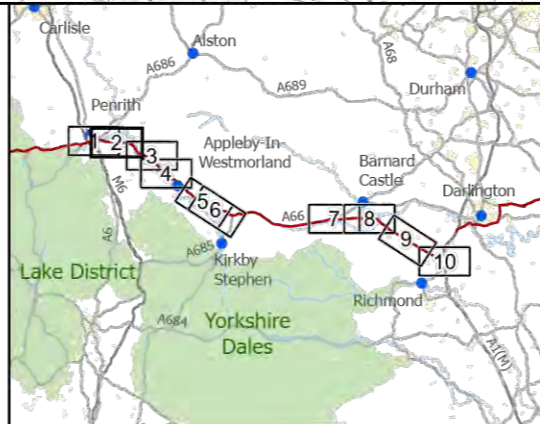 Carlisle
Alston
A68
A686
A689
Durham
Penrith
1
2
3
4
Appleby-In
Westmorland
Barnard
Castle
Darlington
M6
5
6
A66
7
8
9
10
A6
A685
Kirkby
Stephen
Lake District
Richmond
A684
Yorkshire
Dales
A1(M)